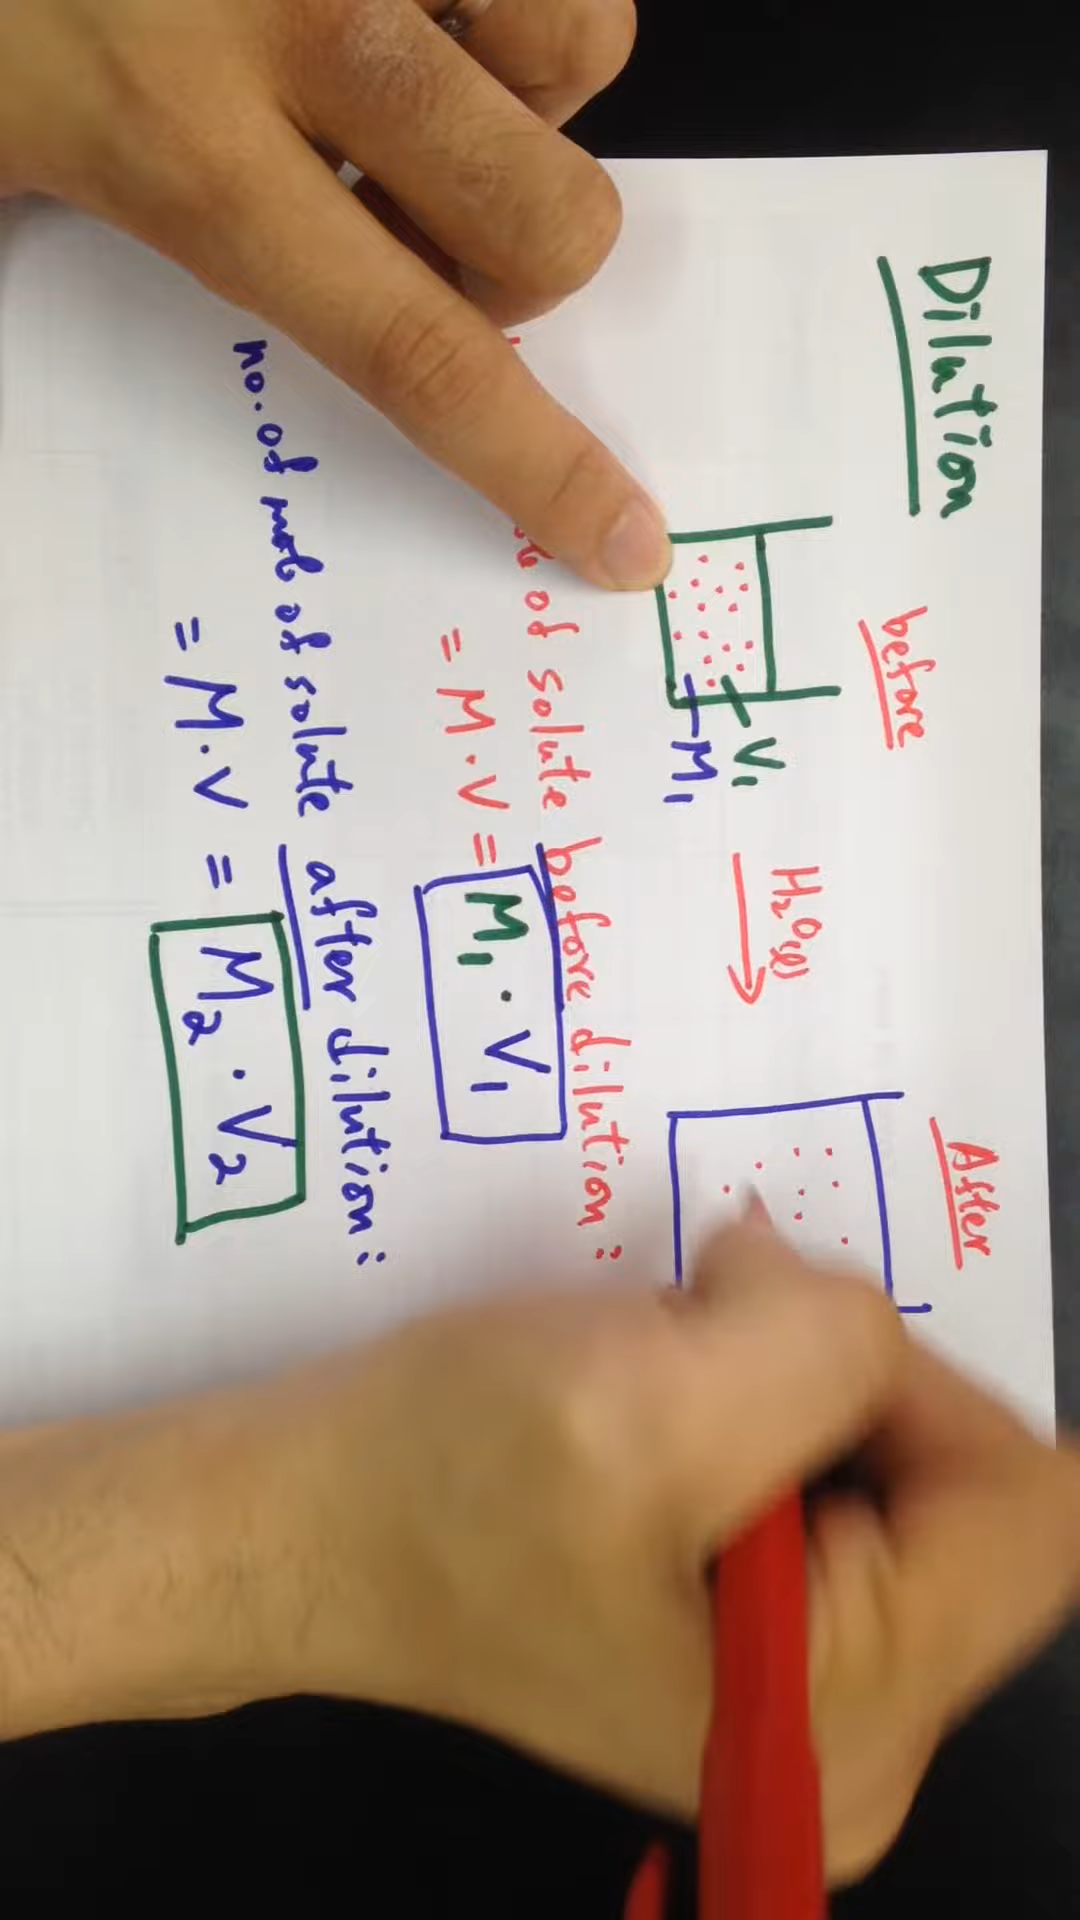 Dilution
before
After
V₁
M₁
H₂O(l)
of solute before dilution:
= M · V = M₁ · V₁
no. of mols of solute after dilution:
= M · V = M₂ · V₂